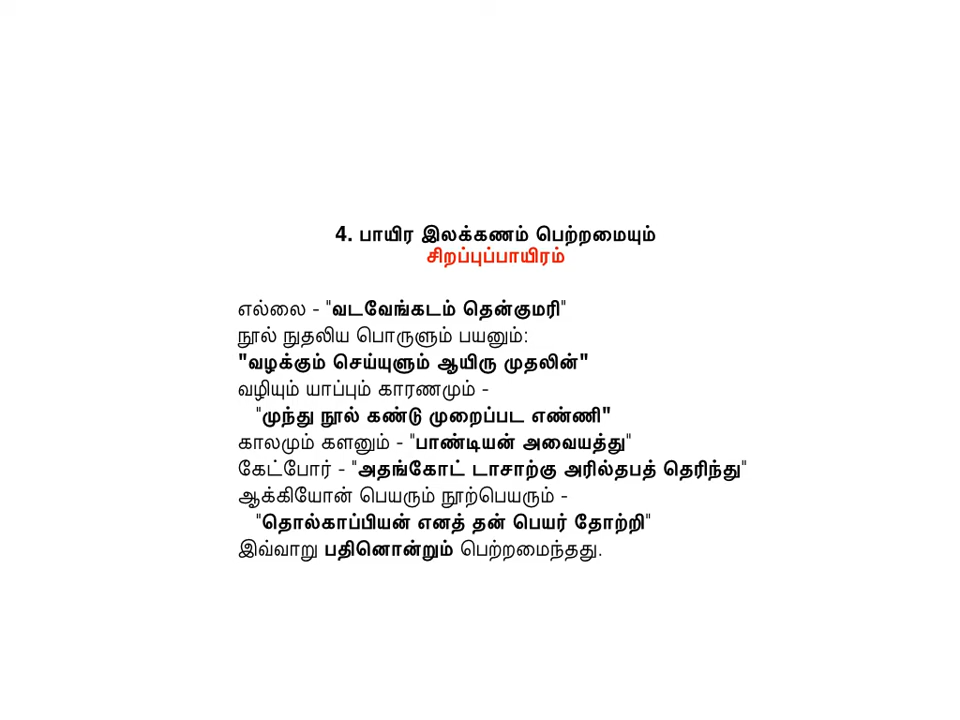 4. பாயிர இலக்கணம் பெற்றமையும்
சிறப்புப்பாயிரம்
எல்லை - "வடவேங்கடம் தென்குமரி"
நூல் நுதலிய பொருளும் பயனும்:
"வழக்கும் செய்யுளும் ஆயிரு முதலின்"
வழியும் யாப்பும் காரணமும் -
"முந்து நூல் கண்டு முறைப்பட எண்ணி"
காலமும் களனும் - "பாண்டியன் அவையத்து"
கேட்போர் - "அதங்கோட் டாசாற்கு அரில்தபத் தெரிந்து"
ஆக்கியோன் பெயரும் நூற்பெயரும் -
"தொல்காப்பியன் எனத் தன் பெயர் தோற்றி"
இவ்வாறு பதினொன்றும் பெற்றமைந்தது.